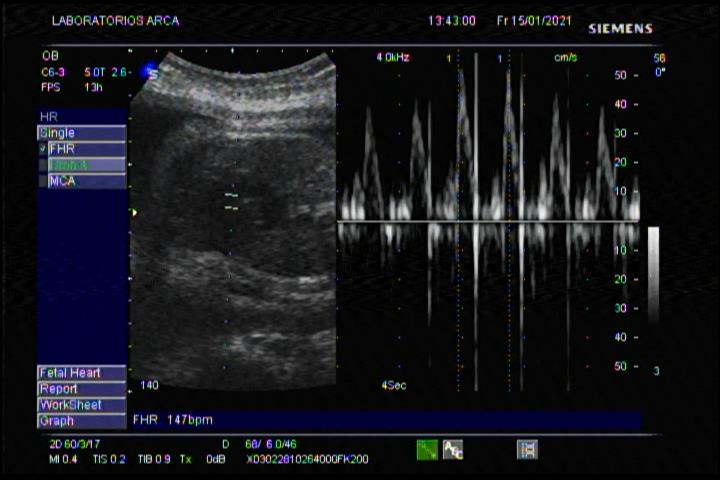 LABORATORIOS ARCA 13:43:00 Fr 15/01/2021 SIEMENS
OB
C6-3 5.0T 2.6
FPS 13h
S
4.0kHz 1 1 cm/s 56
0°
50
40
30
20
10
10
20
30
40
50
3
HR
Single
FHR
MCA
Fetal Heart
Report
WorkSheet
Graph
140 4Sec
FHR 147bpm
2D 60/3/17 D 68/ 6.0/46
MI 0.4 TIS 0.2 TIB 0.9 Tx 0dB XD3022810264000FK200
ABC